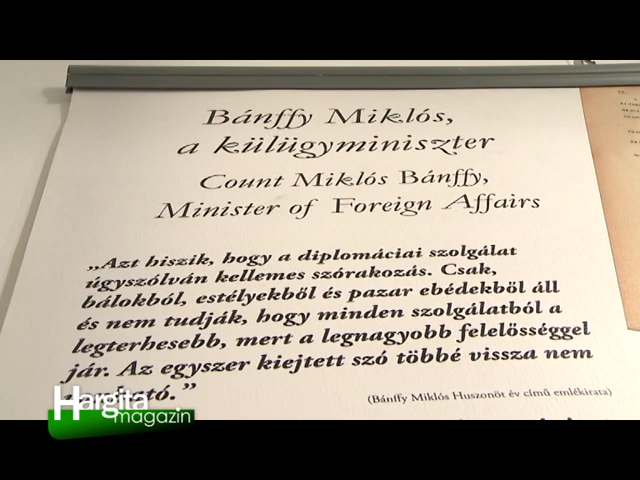 Bánffy Miklós,
a külügyminiszter
Count Miklós Bánffy,
Minister of Foreign Affairs
„Azt hiszik, hogy a diplomáciai szolgálat
úgyszólván kellemes szórakozás. Csak,
bálokból, estélyekből és pazar ebédekből áll
és nem tudják, hogy minden szolgálatból a
legterhesebb, mert a legnagyobb felelősséggel
jár. Az egyszer kiejtett szó többé vissza nem
(Bánffy Miklós Huszonöt év című emlékirata)
Hargita
magazin